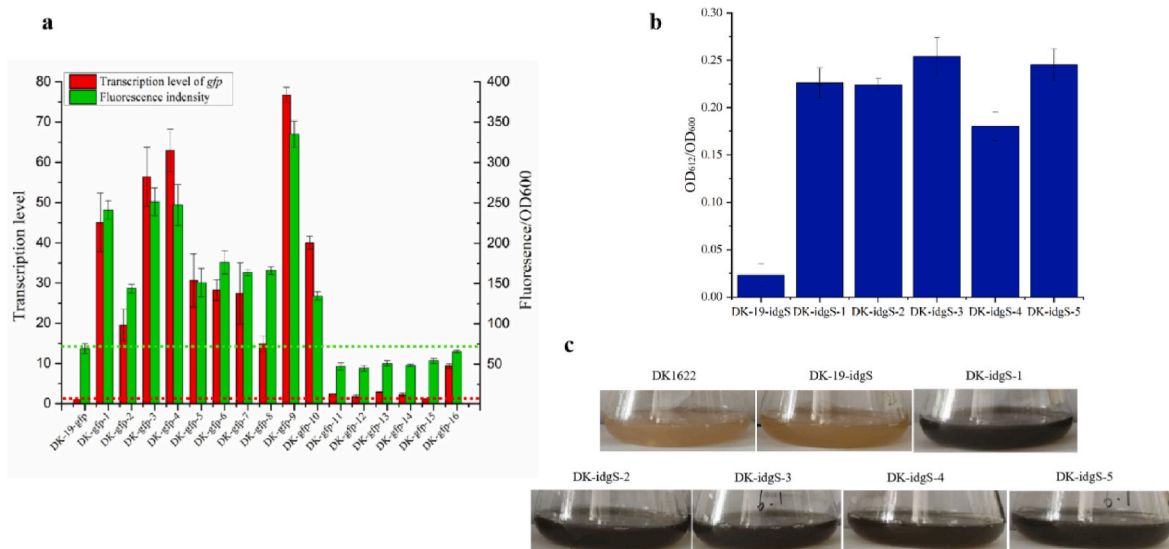 a
Transcription level of gfp
Fluorescence indensity
80
70
60
50
40
30
20
10
0
400
350
300
250
200
150
100
50
Transcription level
Fluorescence/OD600
DK-19-gfp
DK-gfp-1
DK-gfp-2
DK-gfp-3
DK-gfp-4
DK-gfp-5
DK-gfp-6
DK-gfp-7
DK-gfp-8
DK-gfp-9
DK-gfp-10
DK-gfp-11
DK-gfp-12
DK-gfp-13
DK-gfp-14
DK-gfp-15
DK-gfp-16
b
0.30
0.25
0.20
0.15
0.10
0.05
0.00
OD612/OD600
DK-19-idgS DK-idgS-1 DK-idgS-2 DK-idgS-3 DK-idgS-4 DK-idgS-5
c
DK1622 DK-19-idgS DK-idgS-1
DK-idgS-2 DK-idgS-3 DK-idgS-4 DK-idgS-5
0.1
0.1